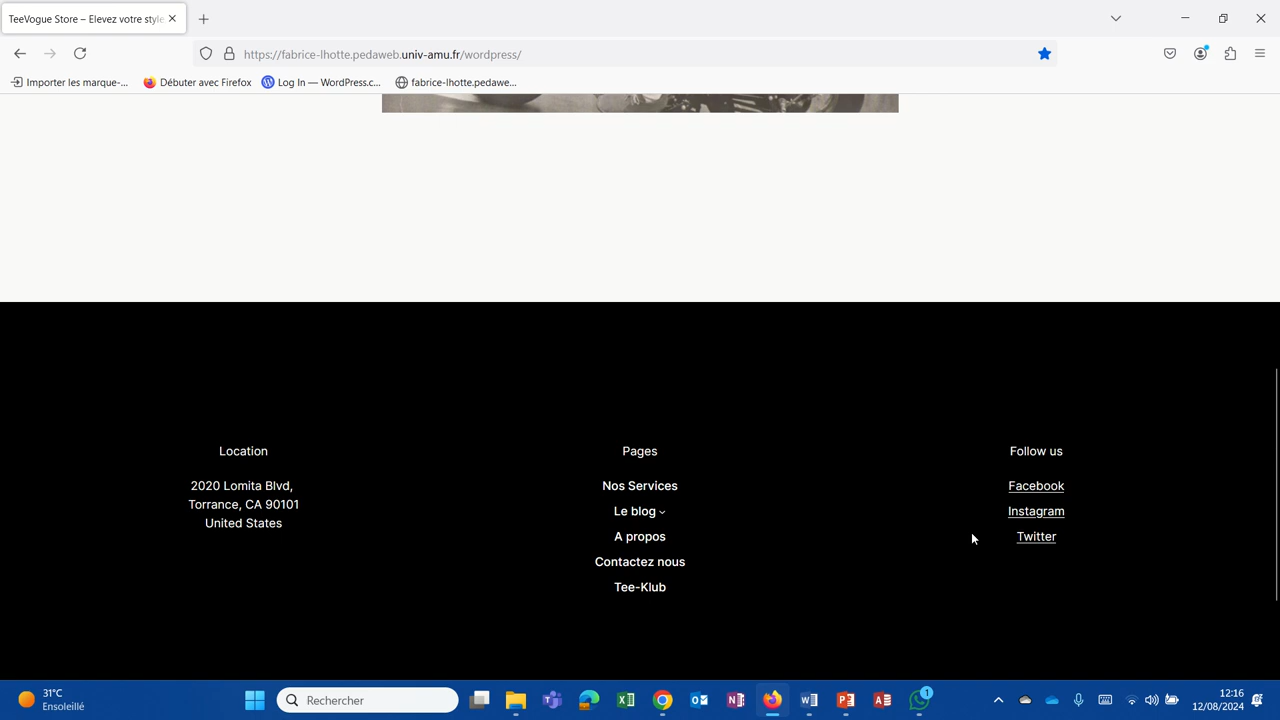 TeeVogue Store – Elevez votre style
https://fabrice-lhotte.pedaweb.univ-amu.fr/wordpress/
Importer les marque-...
Débuter avec Firefox
Log In — WordPress.c...
fabrice-lhotte.pedawe...
Location
2020 Lomita Blvd,
Torrance, CA 90101
United States
Pages
Nos Services
Le blog
A propos
Contactez nous
Tee-Klub
Follow us
Facebook
Instagram
Twitter
31°C
Ensoleillé
Rechercher
1
12:16
12/08/2024